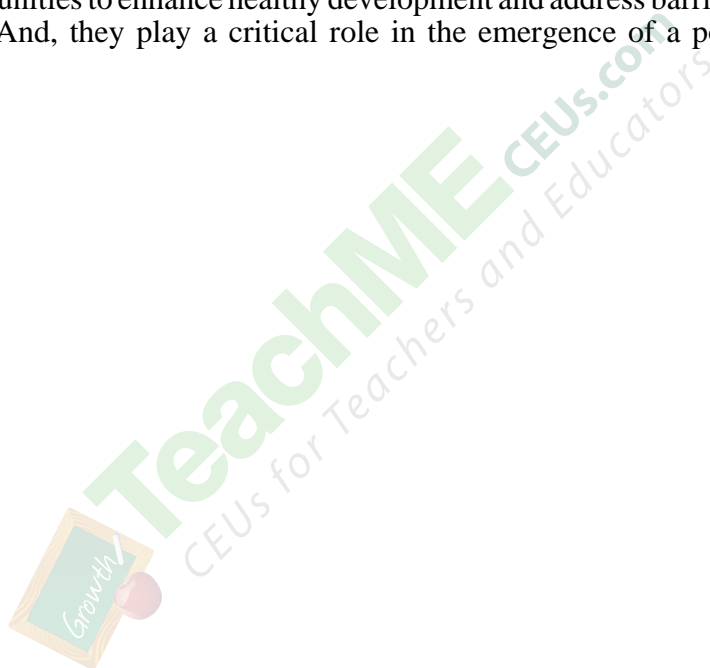 unities to enhance healthy development and address barri
And, they play a critical role in the emergence of a p
TeachME CEUs.com
CEUs for Teachers and Educators
Growth